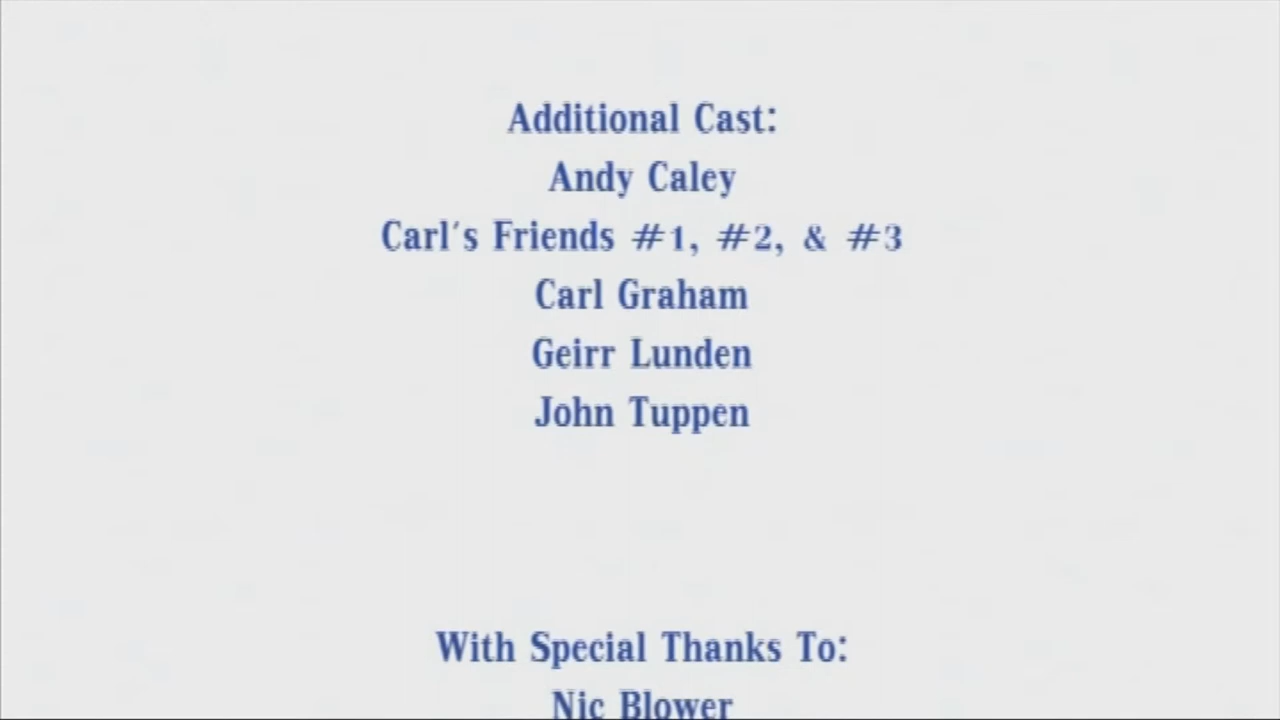 Additional Cast:
Andy Caley
Carl's Friends #1, #2, & #3
Carl Graham
Geirr Lunden
John Tuppen
With Special Thanks To:
Nic Blower